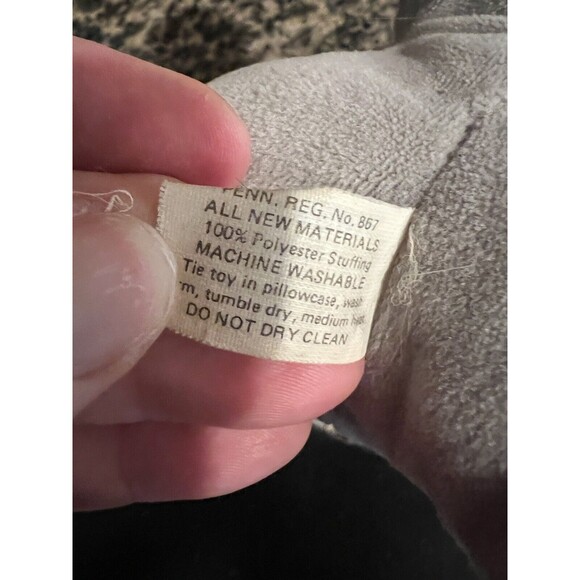 PENN. REG. No. 867
ALL NEW MATERIALS
100% Polyester Stuffing
MACHINE WASHABLE
Tie toy in pillowcase, wash
rm, tumble dry, medium
DO NOT DRY CLEAN